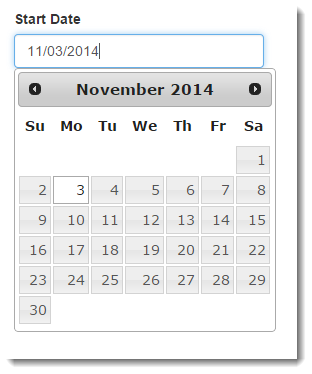 Start Date
11/03/2014
November 2014
Su Mo Tu We Th Fr Sa
1
2 3 4 5 6 7 8
9 10 11 12 13 14 15
16 17 18 19 20 21 22
23 24 25 26 27 28 29
30